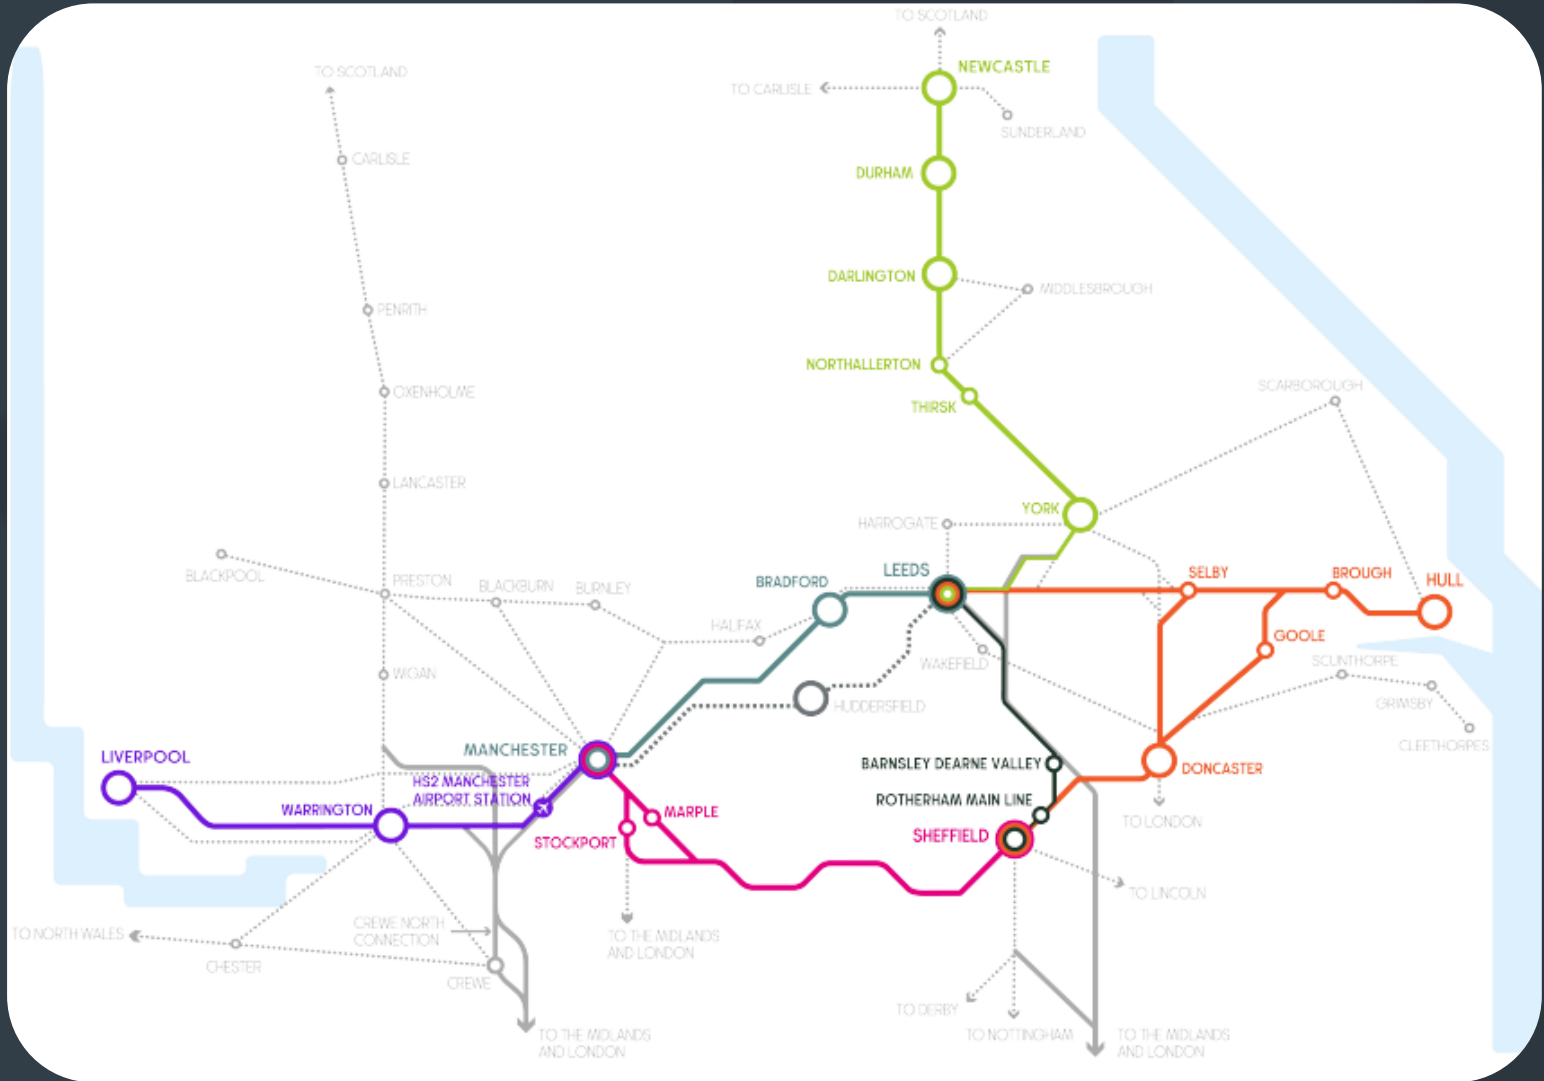 TO SCOTLAND
NEWCASTLE
TO SCOTLAND
TO CARLISLE
SUNDERLAND
CARLISLE
DURHAM
DARLINGTON
MIDDLESBROUGH
PENRITH
NORTHALLERTON
OXENHOLME
SCARBOROUGH
THIRSK
LANCASTER
YORK
HARROGATE
BLACKPOOL
PRESTON
BLACKBURN
BURNLEY
BRADFORD
LEEDS
SELBY
BROUGH
HULL
HALIFAX
GOOLE
WAKEFIELD
SCUNTHORPE
WIGAN
HUDDERSFIELD
GRIMSBY
CLEETHORPES
MANCHESTER
LIVERPOOL
HS2 MANCHESTER
AIRPORT STATION
BARNSLEY DEARNE VALLEY
DONCASTER
WARRINGTON
ROTHERHAM MAIN LINE
MARPLE
TO LONDON
STOCKPORT
SHEFFIELD
TO LINCOLN
CREWE NORTH
CONNECTION
TO NORTH WALES
TO THE MIDLANDS
AND LONDON
CHESTER
CREWE
TO DERBY
TO NOTTINGHAM
TO THE MIDLANDS
AND LONDON
TO THE MIDLANDS
AND LONDON